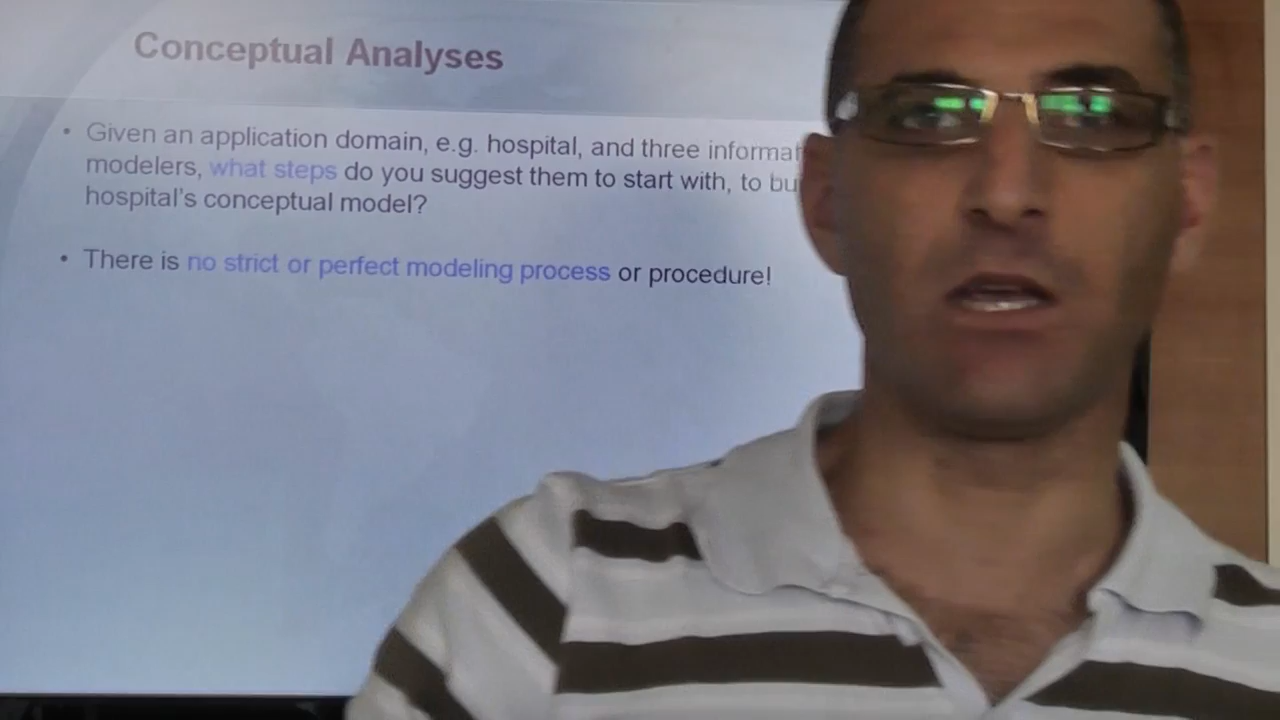 Conceptual Analyses
• Given an application domain, e.g. hospital, and three
modelers, what steps do you suggest them to start with, to
hospital's conceptual model?
• There is no strict or perfect modeling process or procedure!